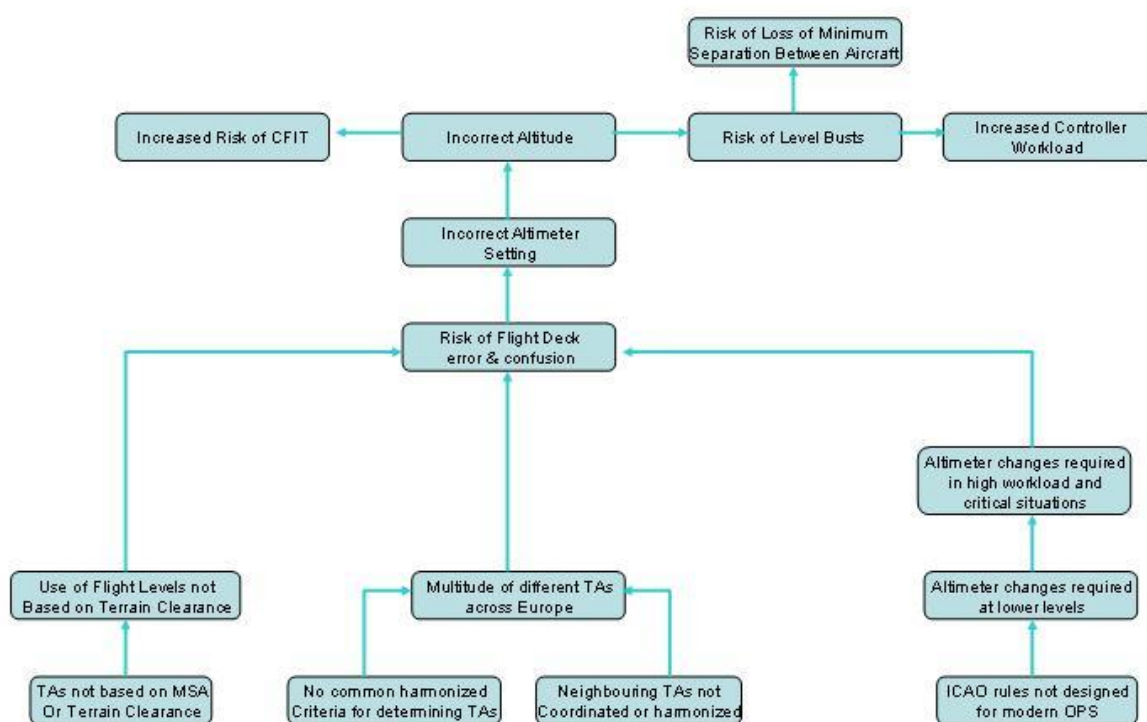 Risk of Loss of Minimum
Separation Between Aircraft
Increased Risk of CFIT
Incorrect Altitude
Risk of Level Busts
Increased Controller
Workload
Incorrect Altimeter
Setting
Risk of Flight Deck
error & confusion
Altimeter changes required
in high workload and
critical situations
Use of Flight Levels not
Based on Terrain Clearance
Multitude of different TAs
across Europe
Altimeter changes required
at lower levels
TAs not based on MSA
Or Terrain Clearance
No common harmonized
Criteria for determining TAs
Neighbouring TAs not
Coordinated or harmonized
ICAO rules not designed
for modern OPS